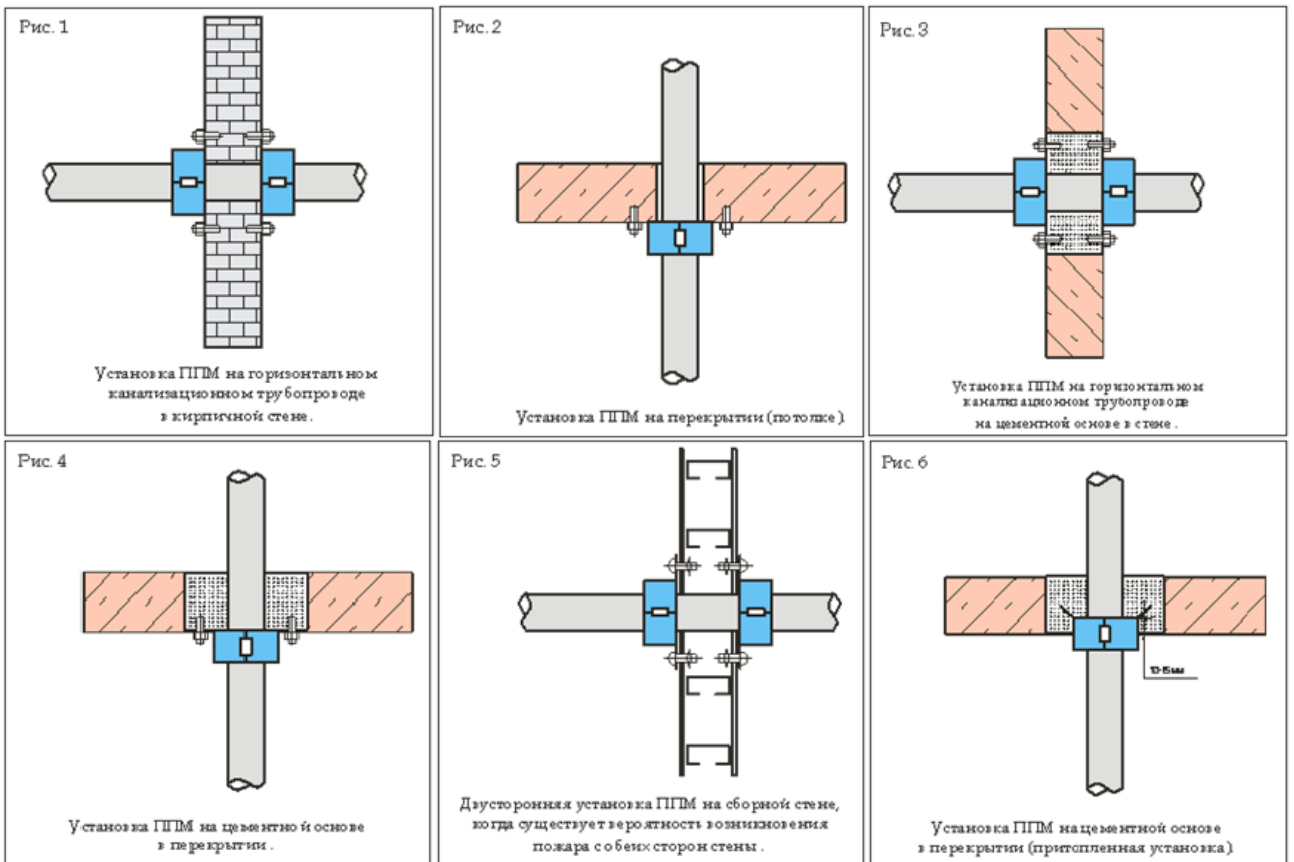 Рис. 1
Установка ППМ на горизонтальном
канализационном трубопроводе
в кирпичной стене.
Рис. 2
Установка ППМ на перекрытии (потолке)
Рис. 3
Установка ППМ на горизонтальном
канализационном трубопроводе
на цементной основе в стене.
Рис. 4
Установка ППМ на цементной основе
в перекрытии.
Рис. 5
Двусторонняя установка ППМ на сборной стене,
когда существует вероятность возникновения
пожара с обеих сторон стены.
Рис. 6
10-15мм
Установка ППМ на цементной основе
в перекрытии (притопленная установка)